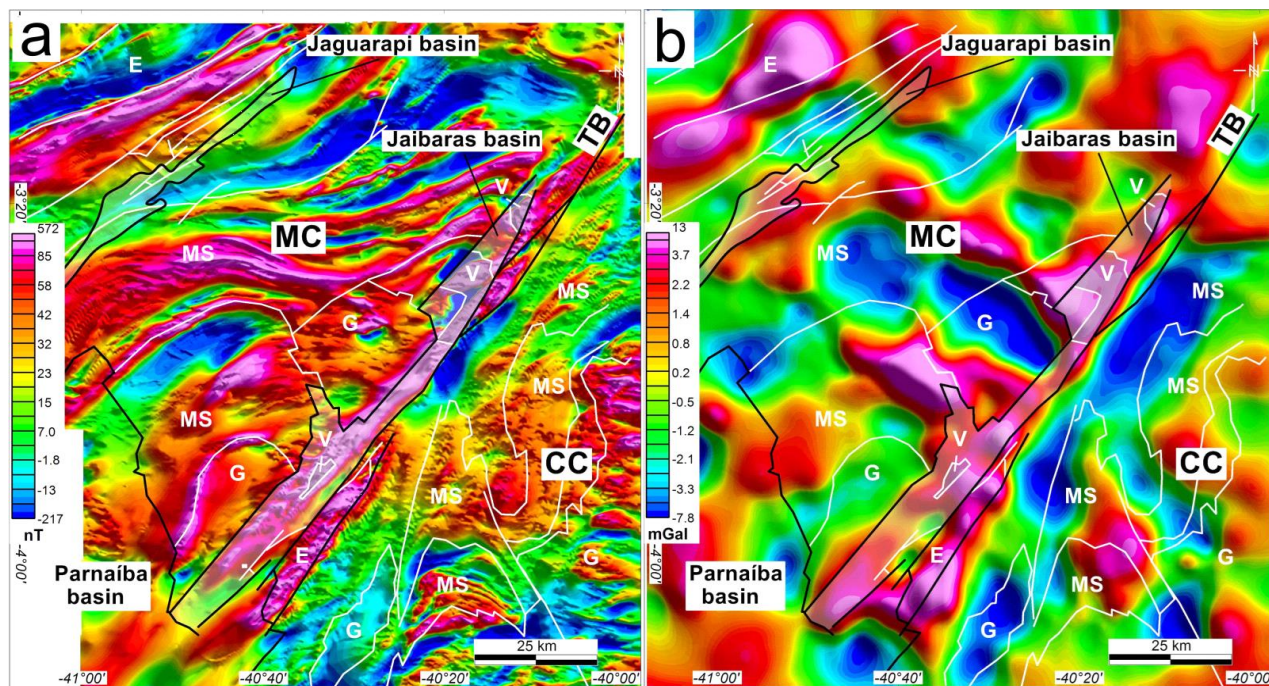 a
Jaguarapi basin
E
TB
Jaibaras basin
-3°20'
V
MC
572
85
58
42
32
23
15
7.0
-13
-217
nT
MS
V
MS
G
MS
MS
V
G
CC
MS
-4°00'
E
G
Parnaíba
basin
MS
G
25 km
-41°00'
-40°40'
-40°20'
-40°00'
b
Jaguarapi basin
E
N
TB
Jaibaras basin
-3°20'
V
MC
13
3.7
2.2
1.4
0.8
0.2
-0.5
-1.2
-2.1
-3.3
-7.8
mGal
MS
V
MS
G
MS
MS
V
G
CC
MS
-4°00'
E
G
Parnaíba
basin
MS
G
25 km
-41°00'
-40°40'
-40°20'
-40°00'